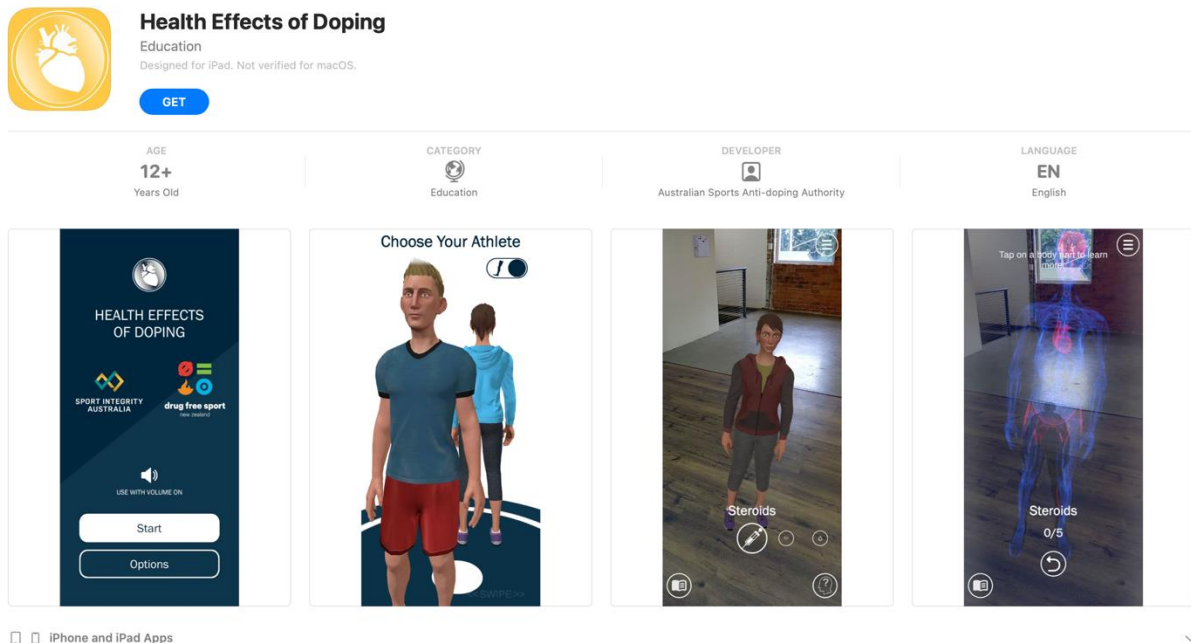 Health Effects of Doping
Education
Designed for iPad. Not verified for macOS.
GET
AGE
12+
Years Old
CATEGORY
Education
DEVELOPER
Australian Sports Anti-doping Authority
LANGUAGE
EN
English
HEALTH EFFECTS
OF DOPING
SPORT INTEGRITY
AUSTRALIA
drug free sport
new zealand
USE WITH VOLUME ON
Start
Options
Choose Your Athlete
<<SWIPE>>
Steroids
Tap on a body part to learn
more
Steroids
0/5
iPhone and iPad Apps